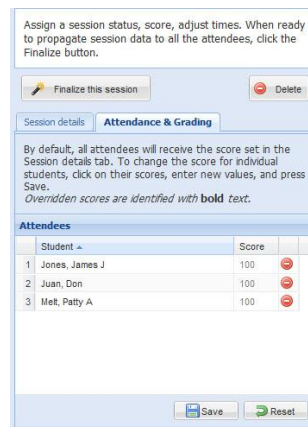 Assign a session status, score, adjust times. When ready
to propagate session data to all the attendees, click the
Finalize button.
Finalize this session
Delete
Session details
Attendance & Grading
By default, all attendees will receive the score set in the
Session details tab. To change the score for individual
students, click on their scores, enter new values, and press
Save.
Overridden scores are identified with bold text.
Attendees
Student Score
1 Jones, James J 100
2 Juan, Don 100
3 Melt, Patty A 100
Save Reset